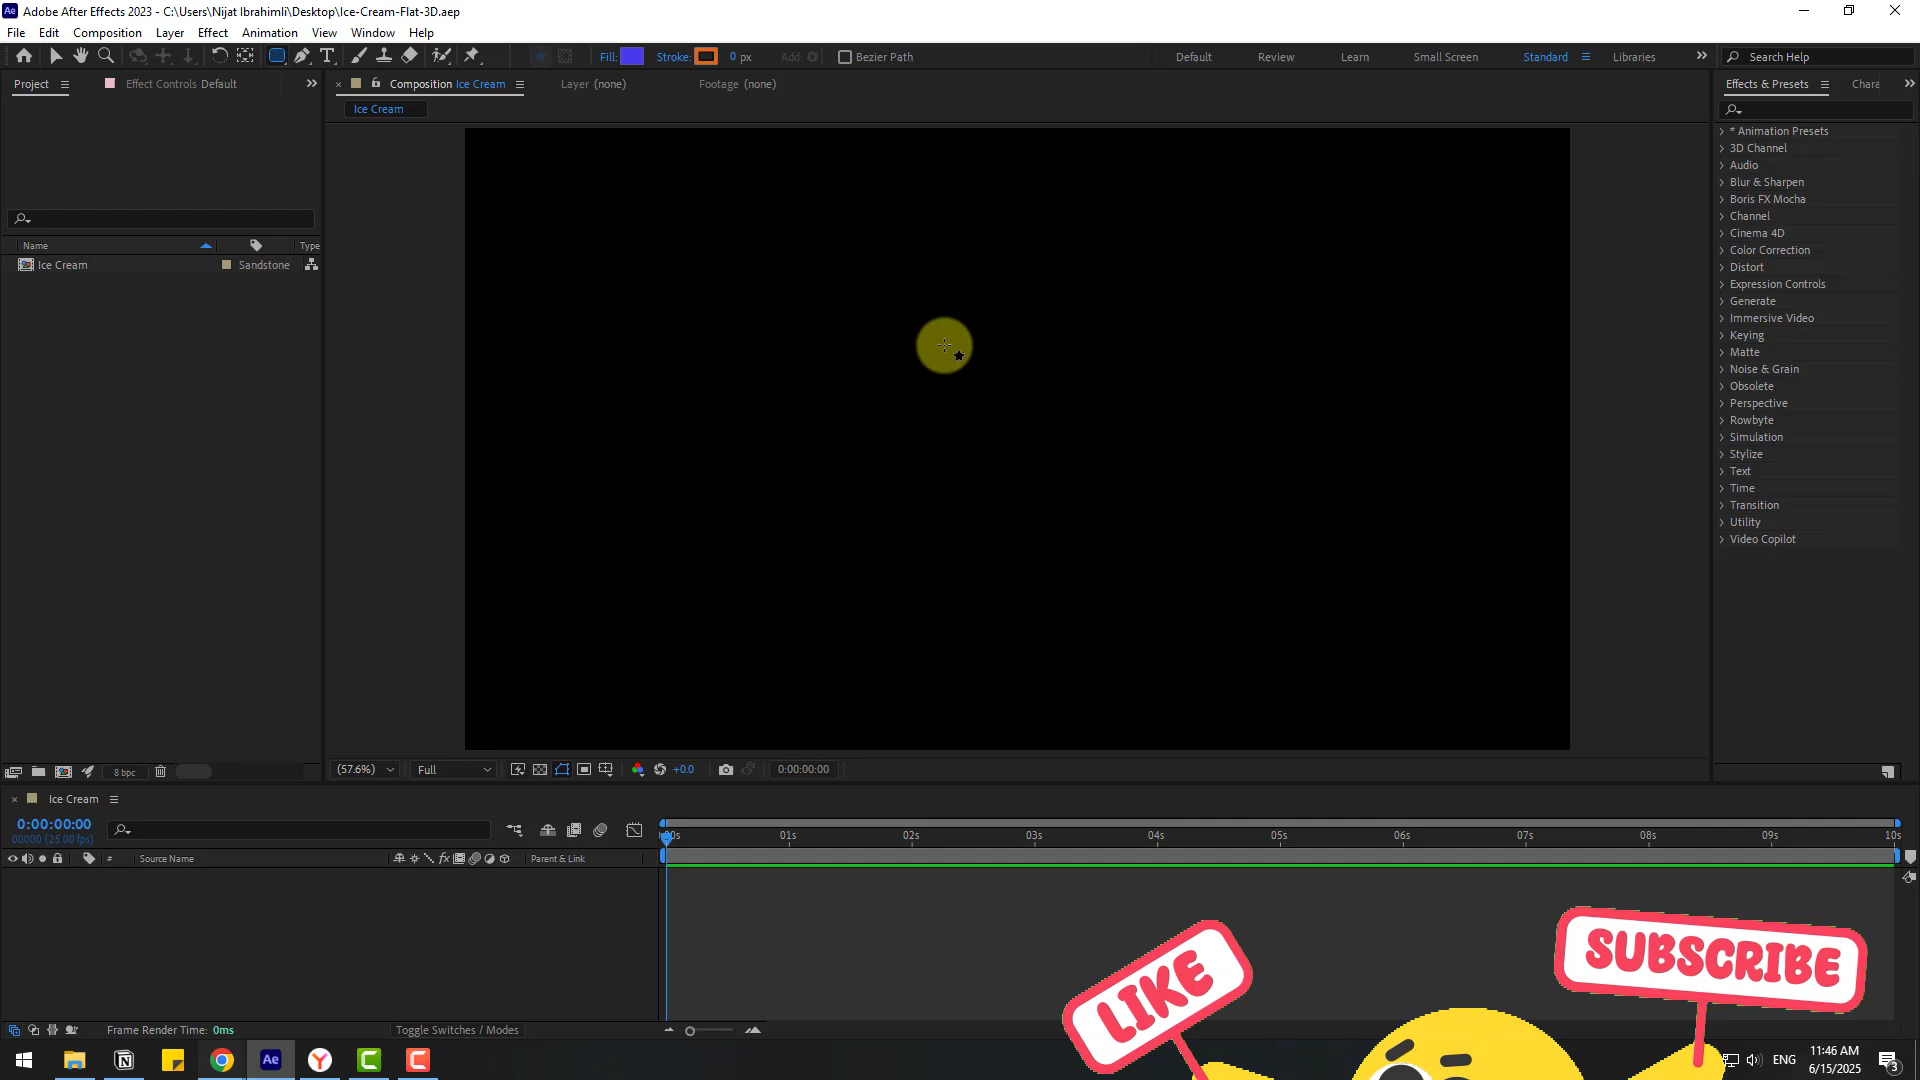 Ae Adobe After Effects 2023 - C:\Users\Nijat Ibrahimli\Desktop\Ice-Cream-Flat-3D.aep
File Edit Composition Layer Effect Animation View Window Help
Fill: Stroke: 0 px Add: Bezier Path Default Review Learn Small Screen Standard Libraries Search Help
Project Effect Controls Default Composition Ice Cream Layer (none) Footage (none) Effects & Presets Chara
Ice Cream
* Animation Presets
3D Channel
Audio
Blur & Sharpen
Boris FX Mocha
Channel
Cinema 4D
Color Correction
Distort
Expression Controls
Generate
Immersive Video
Keying
Matte
Noise & Grain
Obsolete
Perspective
Rowbyte
Simulation
Stylize
Text
Time
Transition
Utility
Video Copilot
Name Type
Ice Cream Sandstone
8 bpc (57.6%) Full +0.0 0:00:00:00
Ice Cream
0:00:00:00
00000 (25.00 fps)
00s 01s 02s 03s 04s 05s 06s 07s 08s 09s 10s
# Source Name fx Parent & Link
LIKE
SUBSCRIBE
Frame Render Time: 0ms Toggle Switches / Modes
Ae ENG 11:46 AM
6/15/2025
3